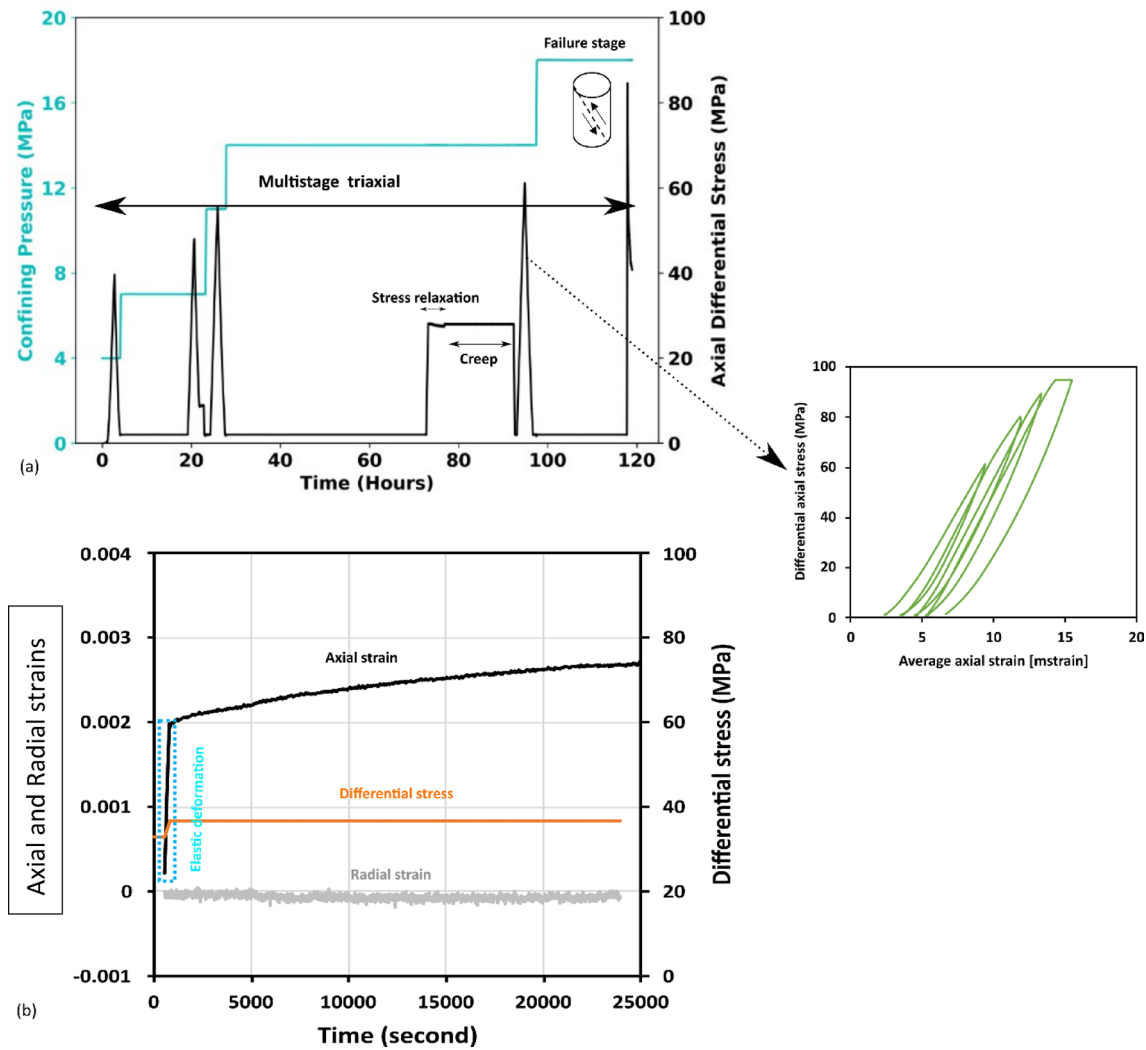 Confining Pressure (MPa)
20
16
12
8
4
0
100
80
60
40
20
0
Axial Differential Stress (MPa)
Failure stage
Multistage triaxial
Stress relaxation
Creep
0
20
40
60
80
100
120
Time (Hours)
(a)
Differential axial stress (MPa)
100
80
60
40
20
0
0
5
10
15
20
Average axial strain [mstrain]
Axial and Radial strains
0.004
0.003
0.002
0.001
0
-0.001
100
80
60
40
20
0
Differential stress (MPa)
Axial strain
Elastic deformation
Differential stress
Radial strain
0
5000
10000
15000
20000
25000
Time (second)
(b)